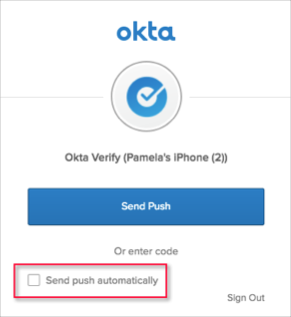 okta
Okta Verify (Pamela's iPhone (2))
Send Push
Or enter code
Send push automatically
Sign Out